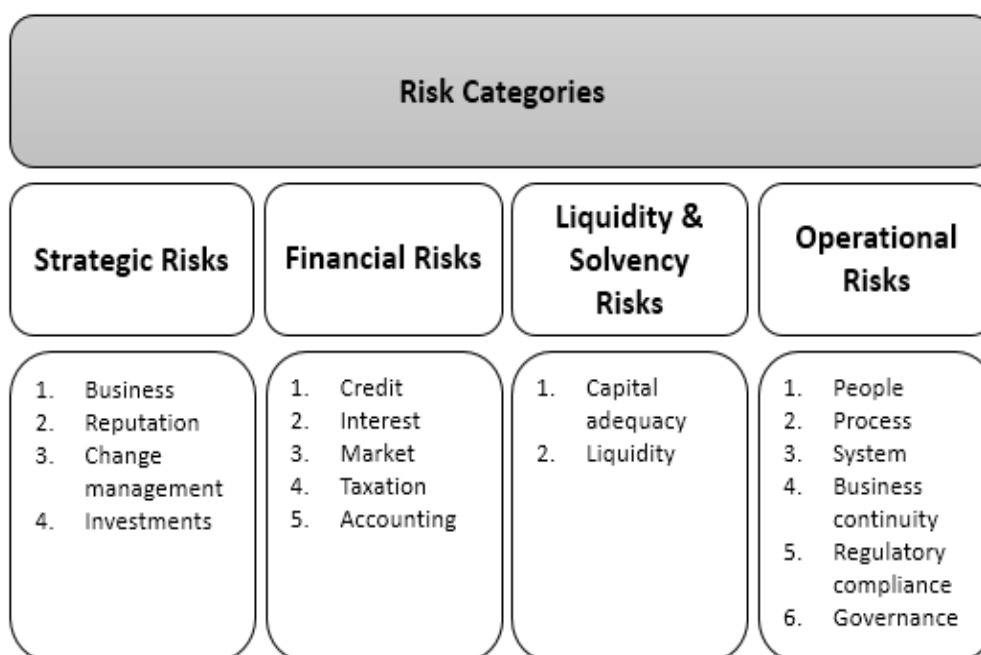 Risk Categories
Strategic Risks
Financial Risks
Liquidity &
Solvency
Risks
Operational
Risks
1. Business
2. Reputation
3. Change
management
4. Investments
1. Credit
2. Interest
3. Market
4. Taxation
5. Accounting
1. Capital
adequacy
2. Liquidity
1. People
2. Process
3. System
4. Business
continuity
5. Regulatory
compliance
6. Governance